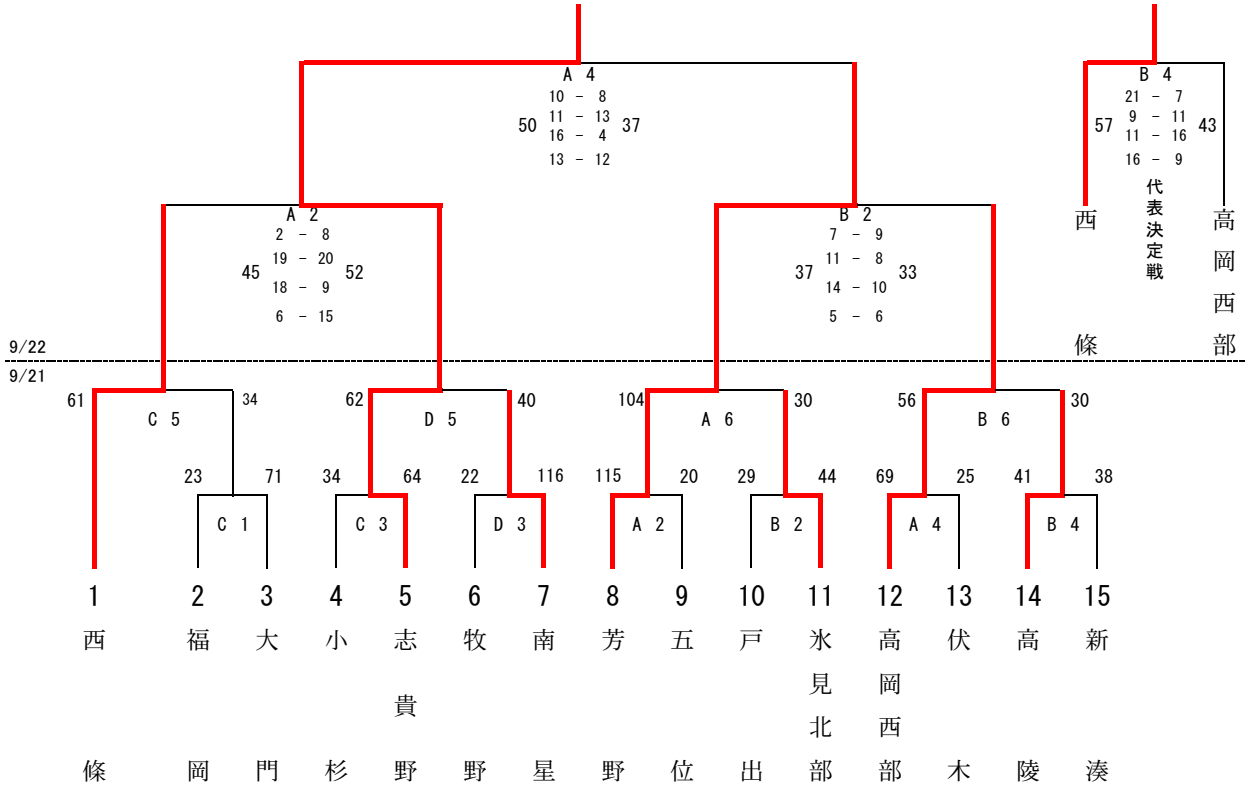 A 4
10 - 8
11 - 13
50 37
16 - 4
13 - 12
B 4
21 - 7
9 - 11
57 43
11 - 16
16 - 9
代表決定戦
西條
高岡西部
A 2
2 - 8
19 - 20
45 52
18 - 9
6 - 15
B 2
7 - 9
11 - 8
37 33
14 - 10
5 - 6
9/22
9/21
61 34 62 40 104 30 56 30
C 5 D 5 A 6 B 6
23 71 34 64 22 116 115 20 29 44 69 25 41 38
C 1 C 3 D 3 A 2 B 2 A 4 B 4
1 2 3 4 5 6 7 8 9 10 11 12 13 14 15
西條
福岡
大門
小杉
志貴野
牧野
南星
芳野
五位
戸出
氷見北部
高岡西部
伏木
高陵
新湊